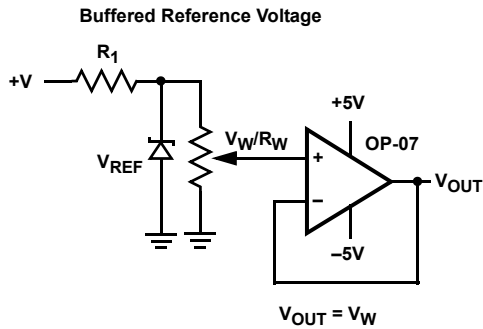 Buffered Reference Voltage
R1
+V
+5V
OP-07
VW/RW
VREF
+
−
VOUT
–5V
VOUT = VW